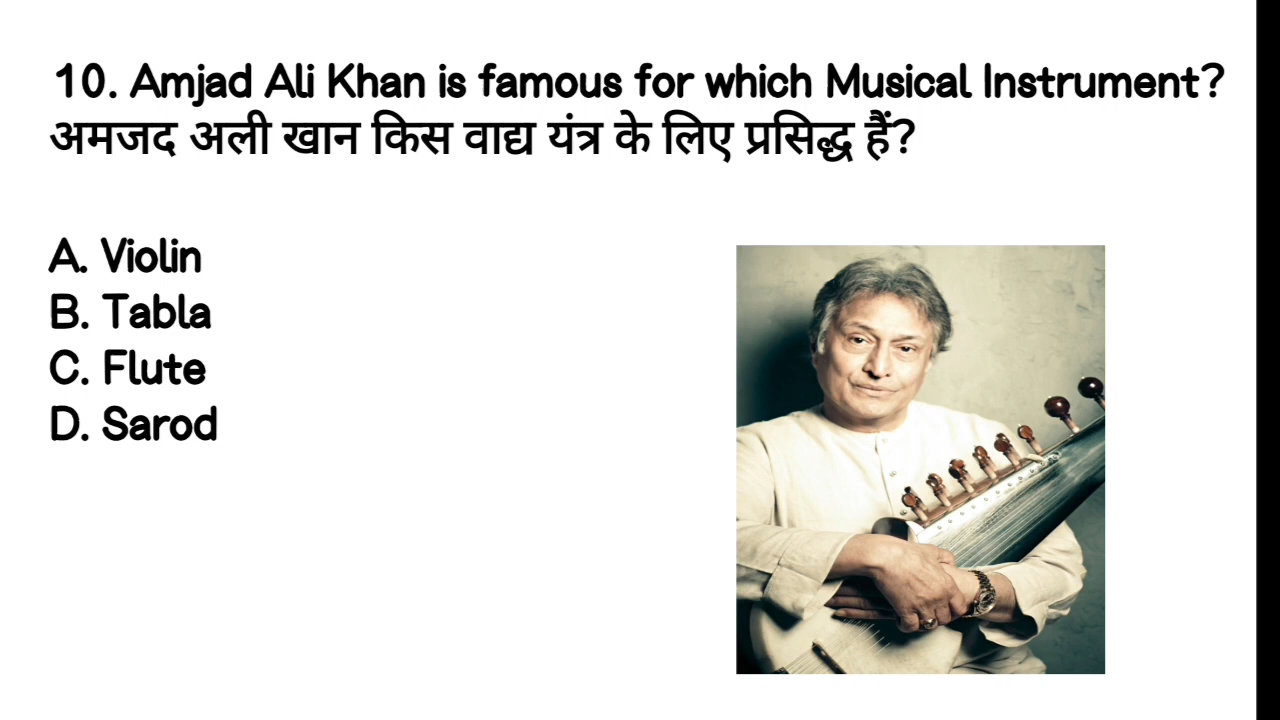 10. Amjad Ali Khan is famous for which Musical Instrument?
अमजद अली खान किस वाद्य यंत्र के लिए प्रसिद्ध हैं?
A. Violin
B. Tabla
C. Flute
D. Sarod